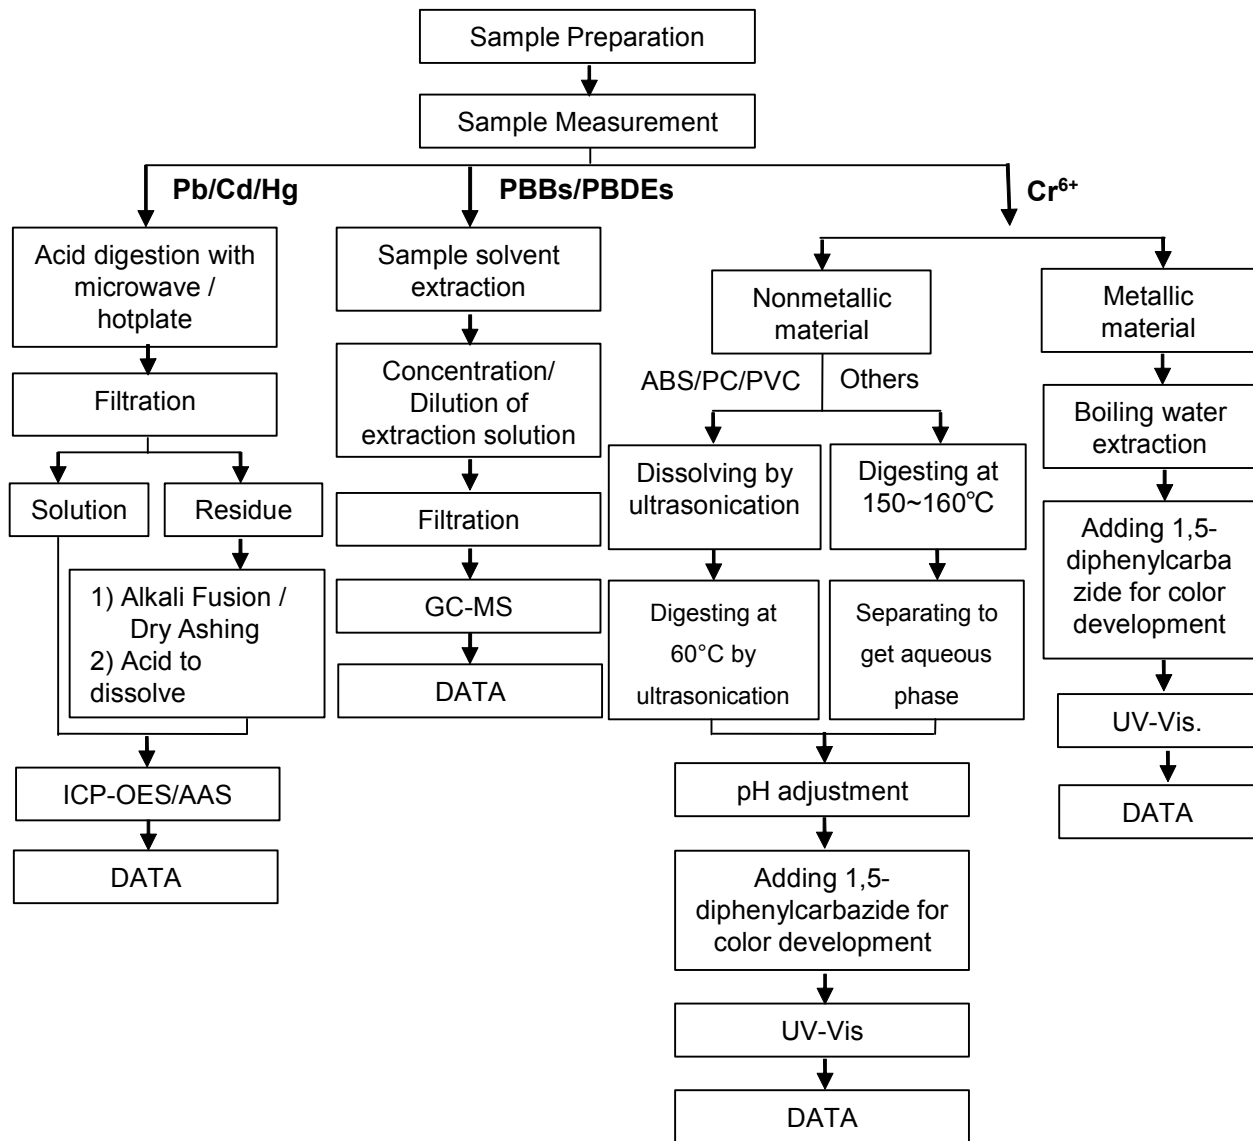 Sample Preparation
Sample Measurement
Pb/Cd/Hg
PBBs/PBDEs
Cr⁶⁺
Acid digestion with
microwave /
hotplate
Filtration
Solution
Residue
1) Alkali Fusion /
Dry Ashing
2) Acid to
dissolve
ICP-OES/AAS
DATA
Sample solvent
extraction
Concentration/
Dilution of
extraction solution
Filtration
GC-MS
DATA
Nonmetallic
material
ABS/PC/PVC
Others
Dissolving by
ultrasonication
Digesting at
60°C by
ultrasonication
Digesting at
150~160℃
Separating to
get aqueous
phase
pH adjustment
Adding 1,5-
diphenylcarbazide for
color development
UV-Vis
DATA
Metallic
material
Boiling water
extraction
Adding 1,5-
diphenylcarba
zide for color
development
UV-Vis.
DATA